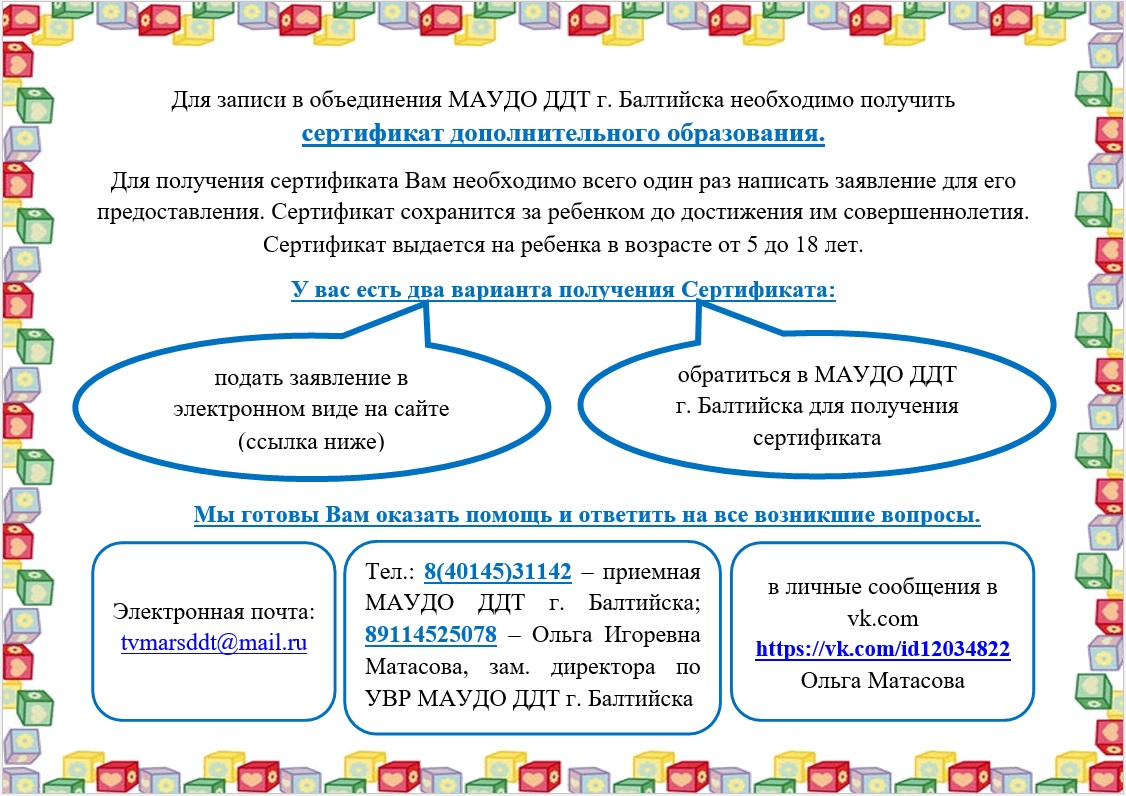 Для записи в объединения МАУДО ДДТ г. Балтийска необходимо получить
сертификат дополнительного образования.
Для получения сертификата Вам необходимо всего один раз написать заявление для его
предоставления. Сертификат сохранится за ребенком до достижения им совершеннолетия.
Сертификат выдается на ребенка в возрасте от 5 до 18 лет.
У вас есть два варианта получения Сертификата:
подать заявление в
электронном виде на сайте
(ссылка ниже)
обратиться в МАУДО ДДТ
г. Балтийска для получения
сертификата
Мы готовы Вам оказать помощь и ответить на все возникшие вопросы.
Электронная почта:
tvmarsddt@mail.ru
Тел.: 8(40145)31142 – приемная
МАУДО ДДТ г. Балтийска;
89114525078 – Ольга Игоревна
Матасова, зам. директора по
УВР МАУДО ДДТ г. Балтийска
в личные сообщения в
vk.com
https://vk.com/id12034822
Ольга Матасова